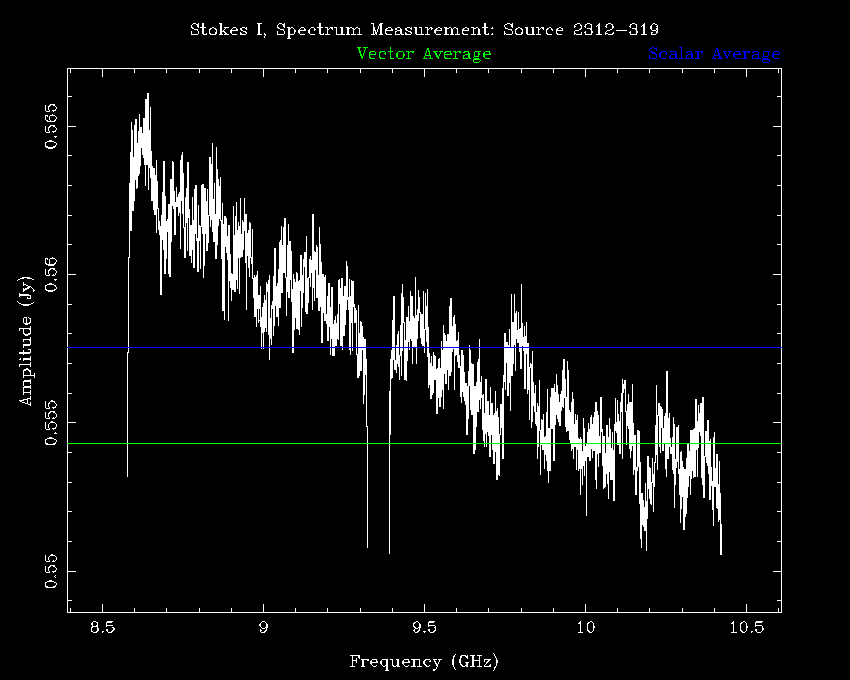 Stokes I, Spectrum Measurement: Source 2312−319
Vector Average Scalar Average
0.565
0.56
0.555
0.55
Amplitude (Jy)
8.5 9 9.5 10 10.5
Frequency (GHz)